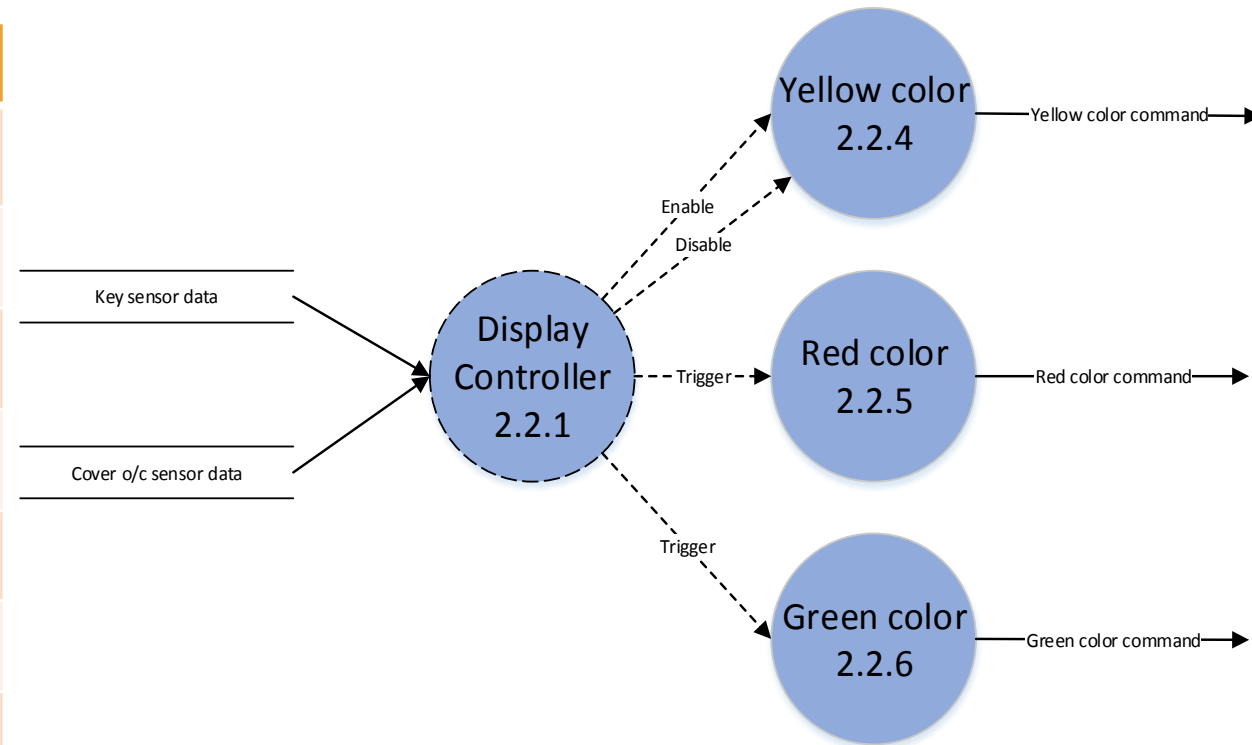 Yellow color
2.2.4
Yellow color command
Enable
Disable
Key sensor data
Display
Controller
2.2.1
Trigger
Red color
2.2.5
Red color command
Cover o/c sensor data
Trigger
Green color
2.2.6
Green color command